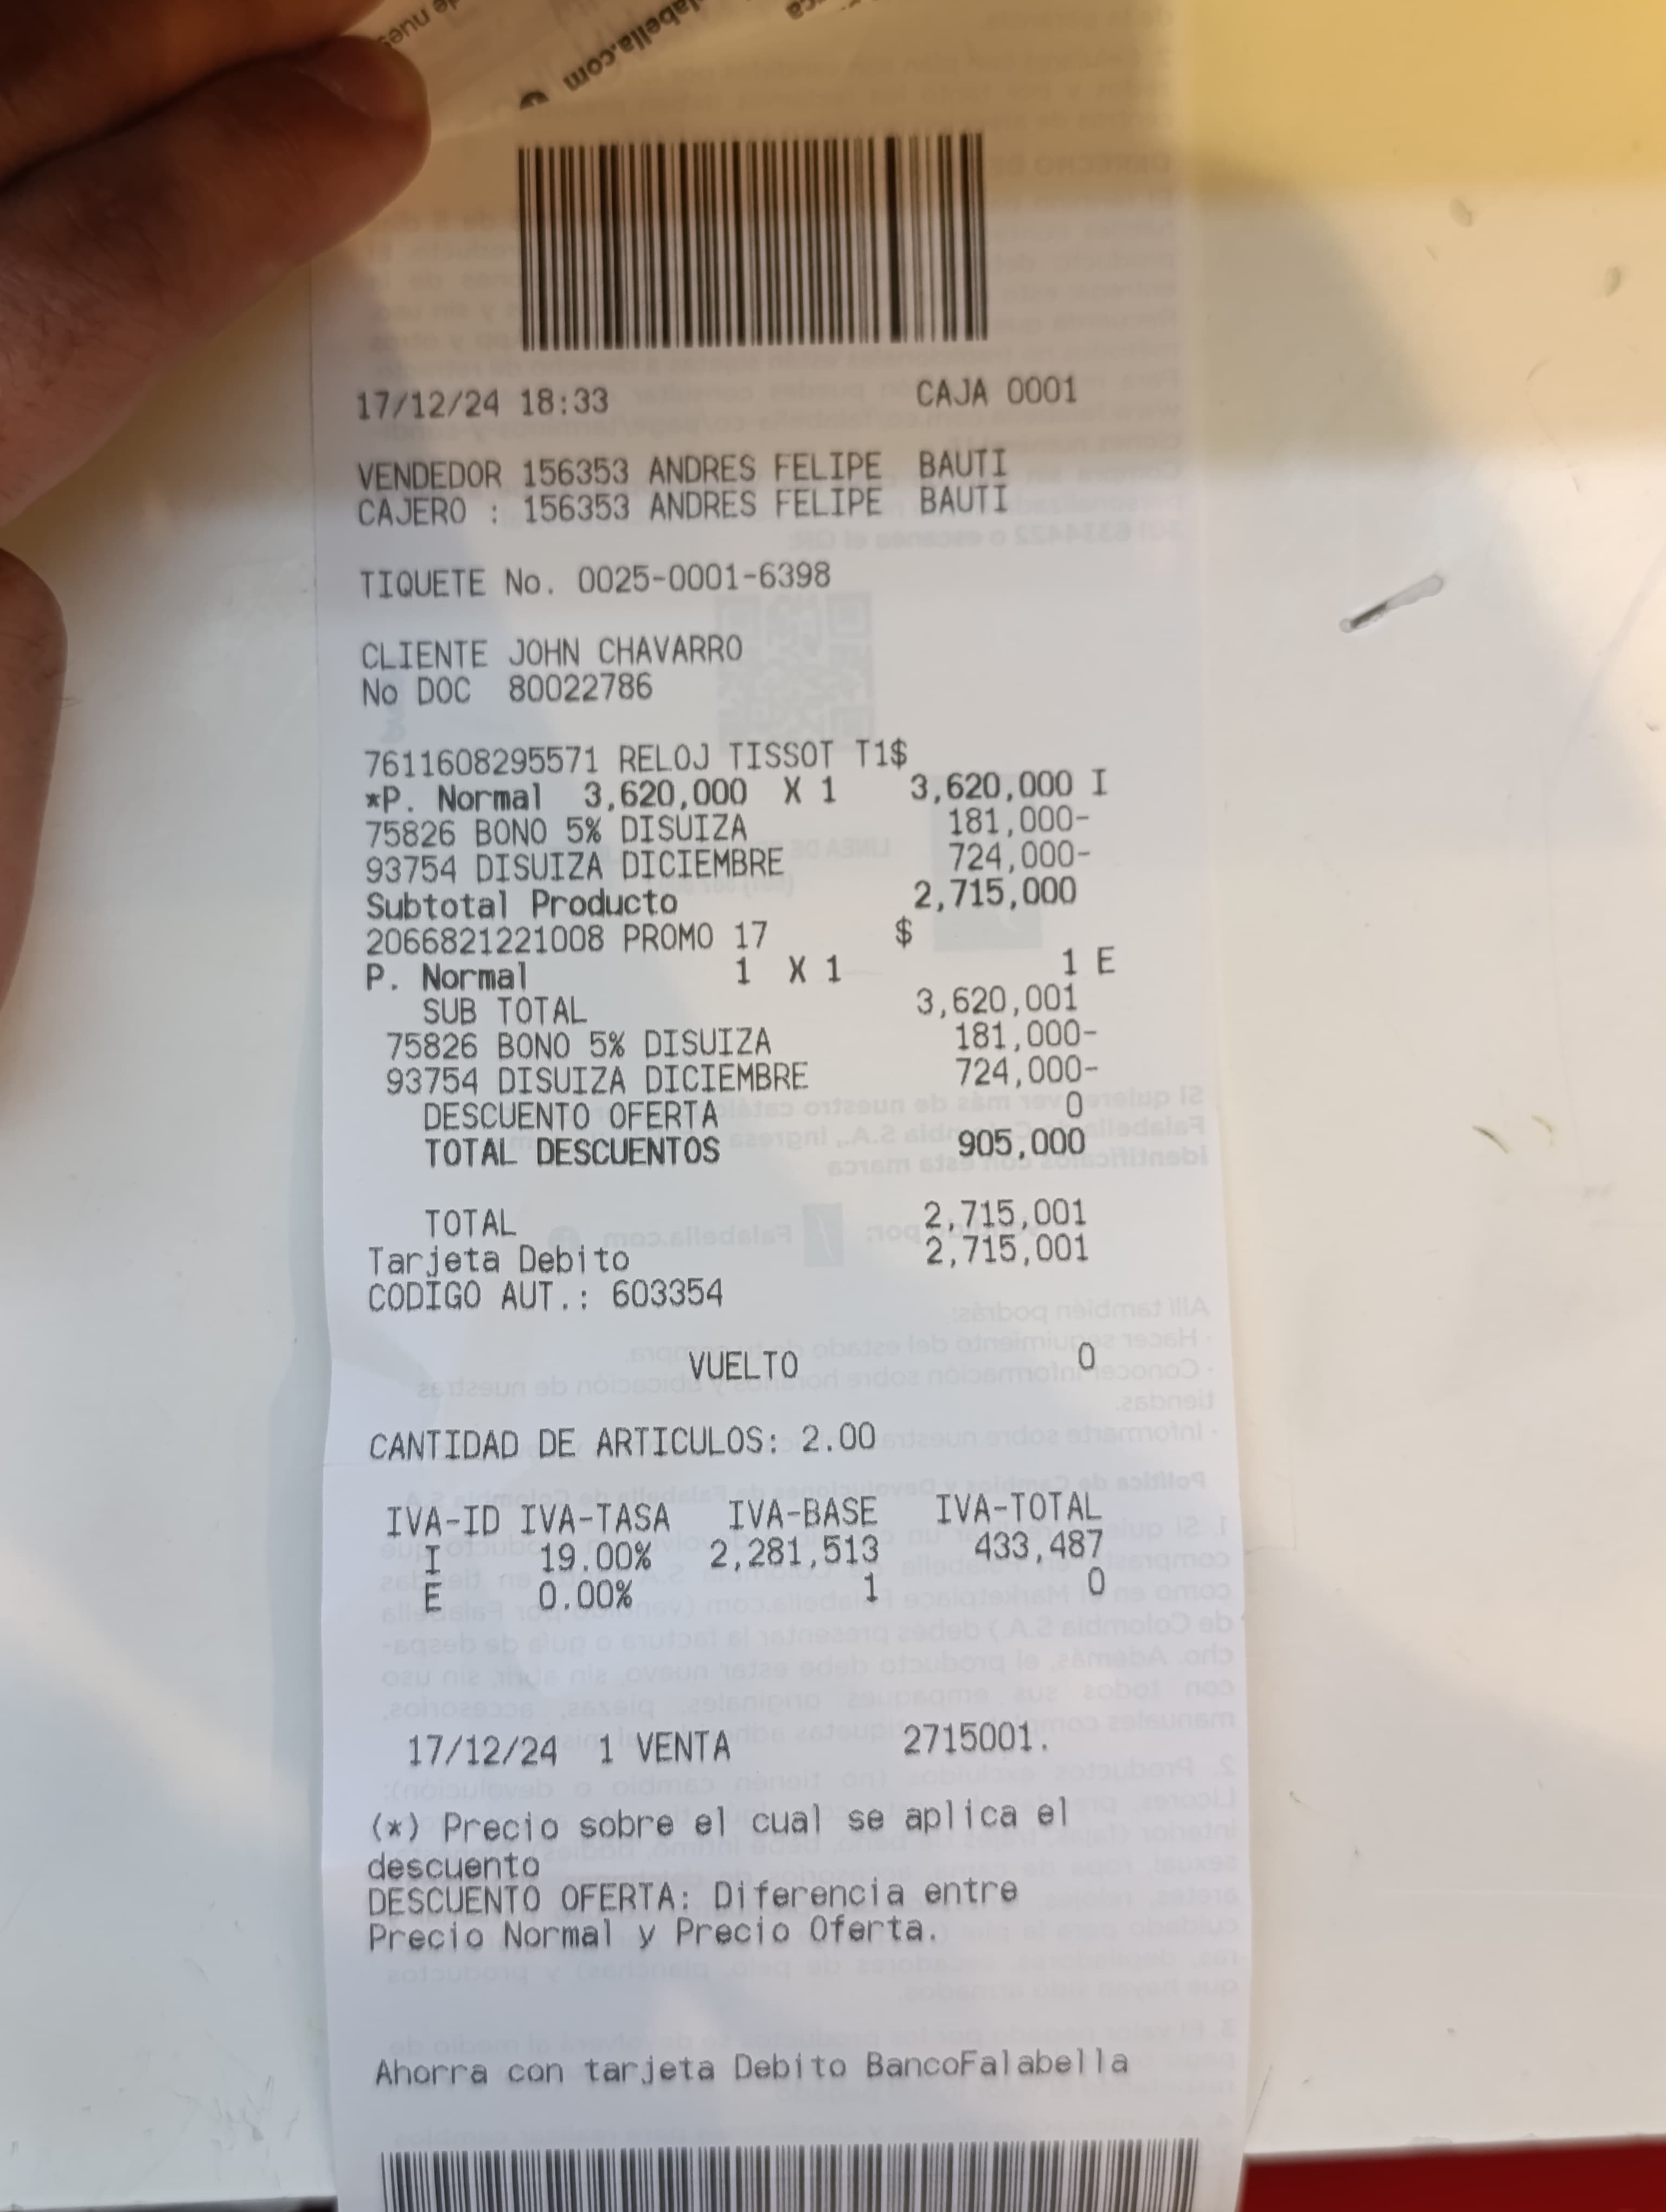 falabella.com
17/12/24 18:33 CAJA 0001
VENDEDOR 156353 ANDRES FELIPE BAUTI
CAJERO : 156353 ANDRES FELIPE BAUTI
TIQUETE No. 0025-0001-6398
CLIENTE JOHN CHAVARRO
No DOC 80022786
7611608295571 RELOJ TISSOT T1$
*P. Normal 3,620,000 X 1 3,620,000 I
75826 BONO 5% DISUIZA 181,000-
93754 DISUIZA DICIEMBRE 724,000-
Subtotal Producto 2,715,000
2066821221008 PROMO 17 $
P. Normal 1 X 1 1 E
SUB TOTAL 3,620,001
75826 BONO 5% DISUIZA 181,000-
93754 DISUIZA DICIEMBRE 724,000-
DESCUENTO OFERTA 0
TOTAL DESCUENTOS 905,000
TOTAL 2,715,001
Tarjeta Debito 2,715,001
CODIGO AUT.: 603354
VUELTO 0
CANTIDAD DE ARTICULOS: 2.00
IVA-ID IVA-TASA IVA-BASE IVA-TOTAL
I 19.00% 2,281,513 433,487
E 0.00% 1 0
17/12/24 1 VENTA 2715001.
(*) Precio sobre el cual se aplica el
descuento
DESCUENTO OFERTA: Diferencia entre
Precio Normal y Precio Oferta.
Ahorra con tarjeta Debito BancoFalabella